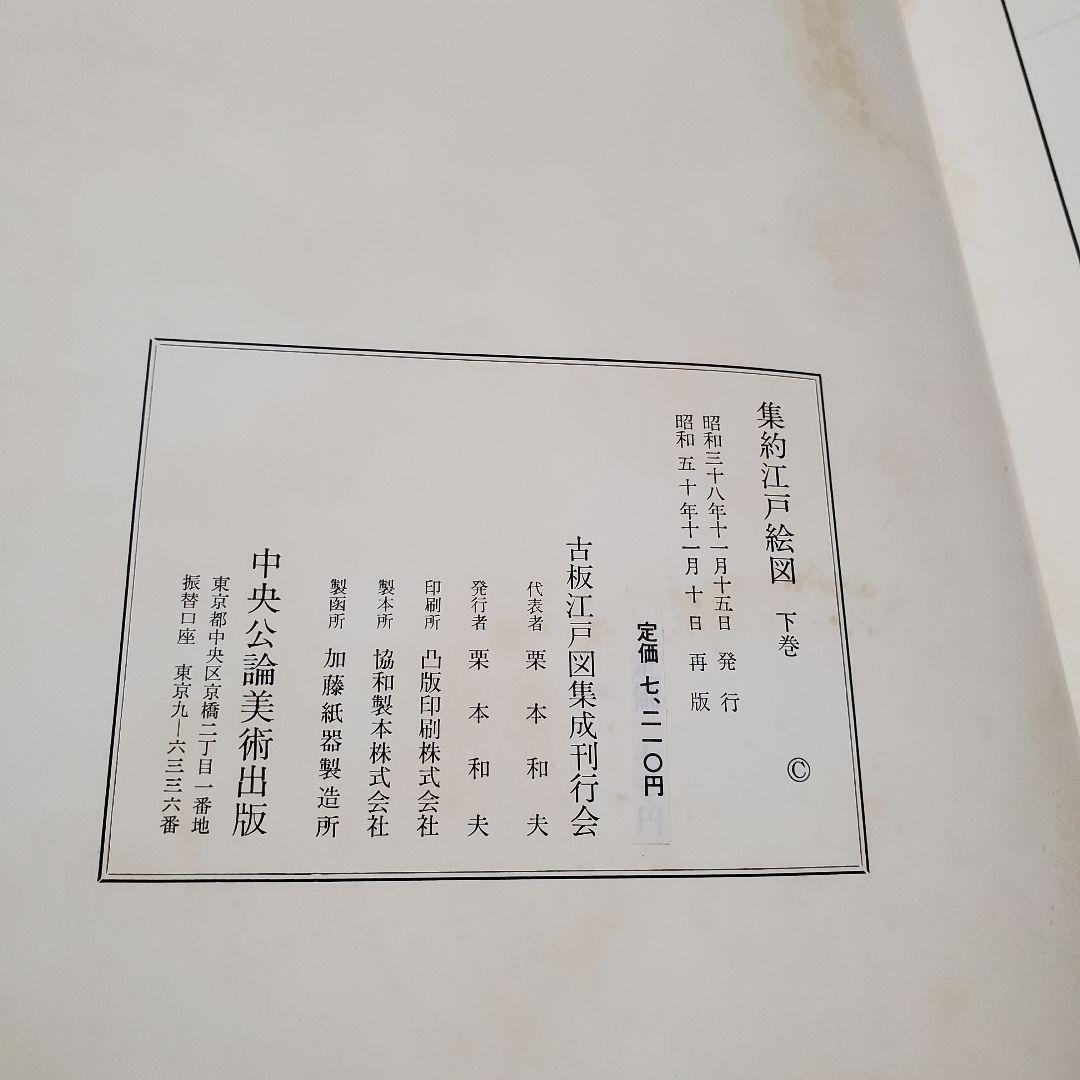 集約江戸絵図 下巻 ©
昭和三十八年十一月十五日 発行
昭和五十年十一月十日 再版
定価 七、二一〇円
古板江戸図集成刊行会
代表者 栗本和夫
発行者 栗本和夫
印刷所 凸版印刷株式会社
製本所 協和製本株式会社
製函所 加藤紙器製造所
中央公論美術出版
東京都中央区京橋二丁目一番地
振替口座 東京九―六三三六番